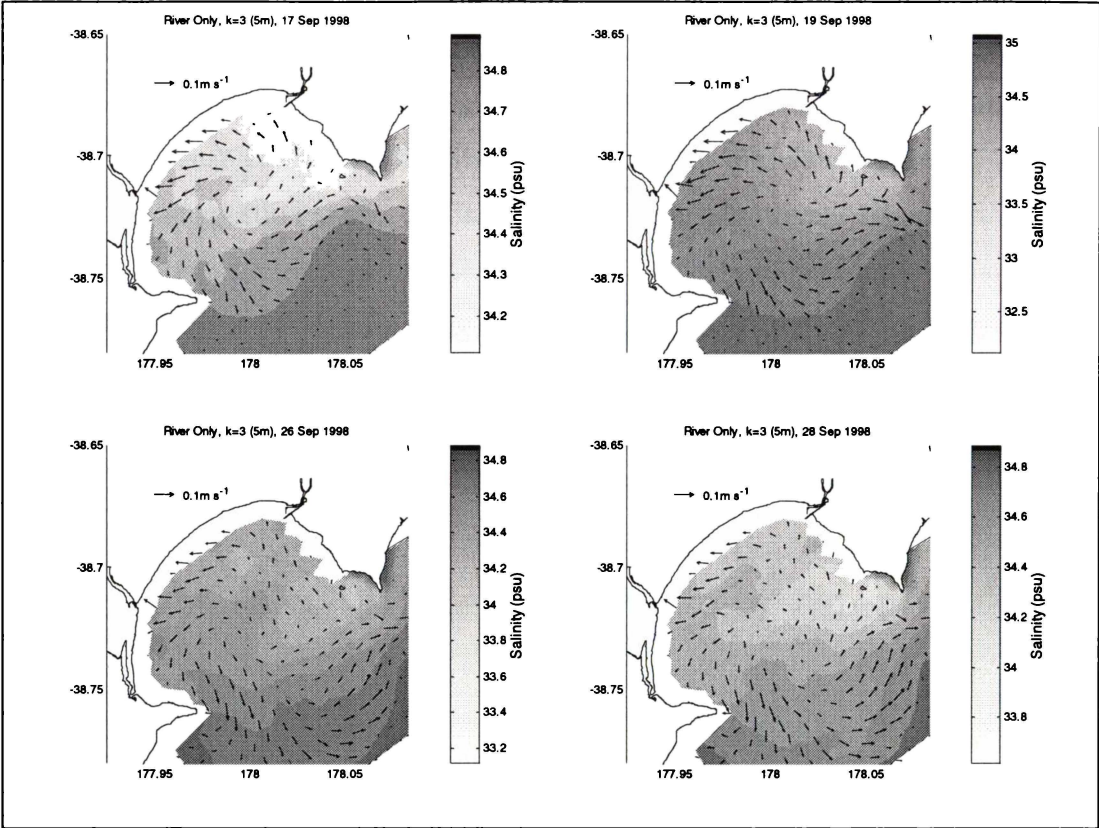 River Only, k=3 (5m), 17 Sep 1998
-38.65
-38.7
-38.75
177.95 178 178.05
0.1m s⁻¹
34.8
34.7
34.6
34.5
34.4
34.3
34.2
Salinity (psu)
River Only, k=3 (5m), 19 Sep 1998
-38.65
-38.7
-38.75
177.95 178 178.05
0.1m s⁻¹
35
34.5
34
33.5
33
32.5
Salinity (psu)
River Only, k=3 (5m), 26 Sep 1998
-38.65
-38.7
-38.75
177.95 178 178.05
0.1m s⁻¹
34.8
34.6
34.4
34.2
34
33.8
33.6
33.4
33.2
Salinity (psu)
River Only, k=3 (5m), 28 Sep 1998
-38.65
-38.7
-38.75
177.95 178 178.05
0.1m s⁻¹
34.8
34.6
34.4
34.2
34
33.8
Salinity (psu)